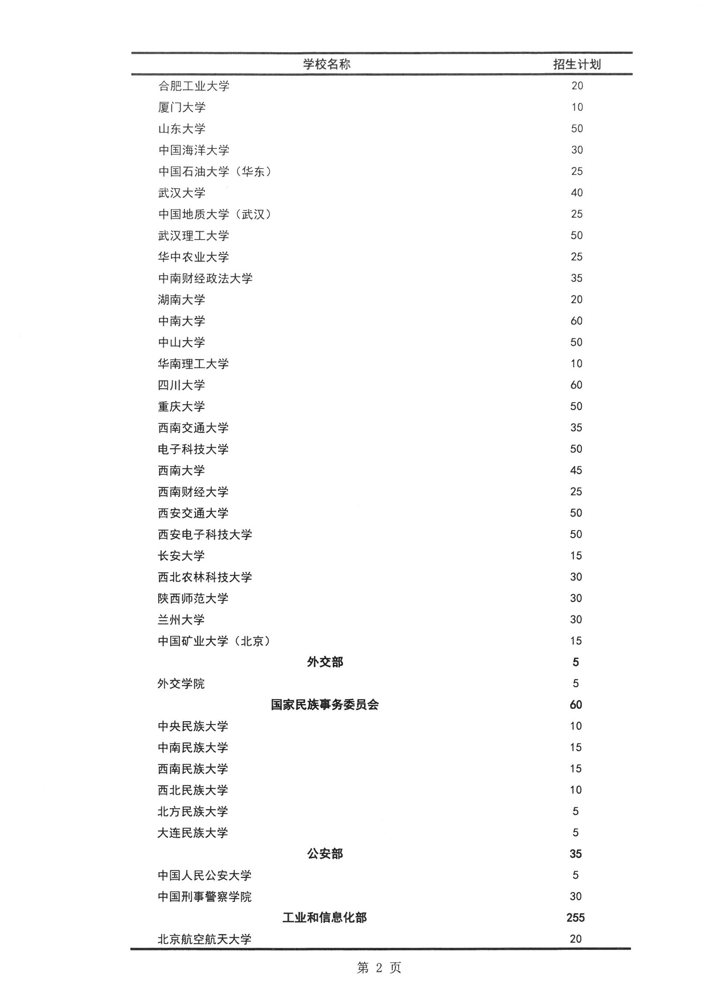 学校名称 招生计划
合肥工业大学 20
厦门大学 10
山东大学 50
中国海洋大学 30
中国石油大学（华东） 25
武汉大学 40
中国地质大学（武汉） 25
武汉理工大学 50
华中农业大学 25
中南财经政法大学 35
湖南大学 20
中南大学 60
中山大学 50
华南理工大学 10
四川大学 60
重庆大学 50
西南交通大学 35
电子科技大学 50
西南大学 45
西南财经大学 25
西安交通大学 50
西安电子科技大学 50
长安大学 15
西北农林科技大学 30
陕西师范大学 30
兰州大学 30
中国矿业大学（北京） 15
外交部 5
外交学院 5
国家民族事务委员会 60
中央民族大学 10
中南民族大学 15
西南民族大学 15
西北民族大学 10
北方民族大学 5
大连民族大学 5
公安部 35
中国人民公安大学 5
中国刑事警察学院 30
工业和信息化部 255
北京航空航天大学 20
第 2 页